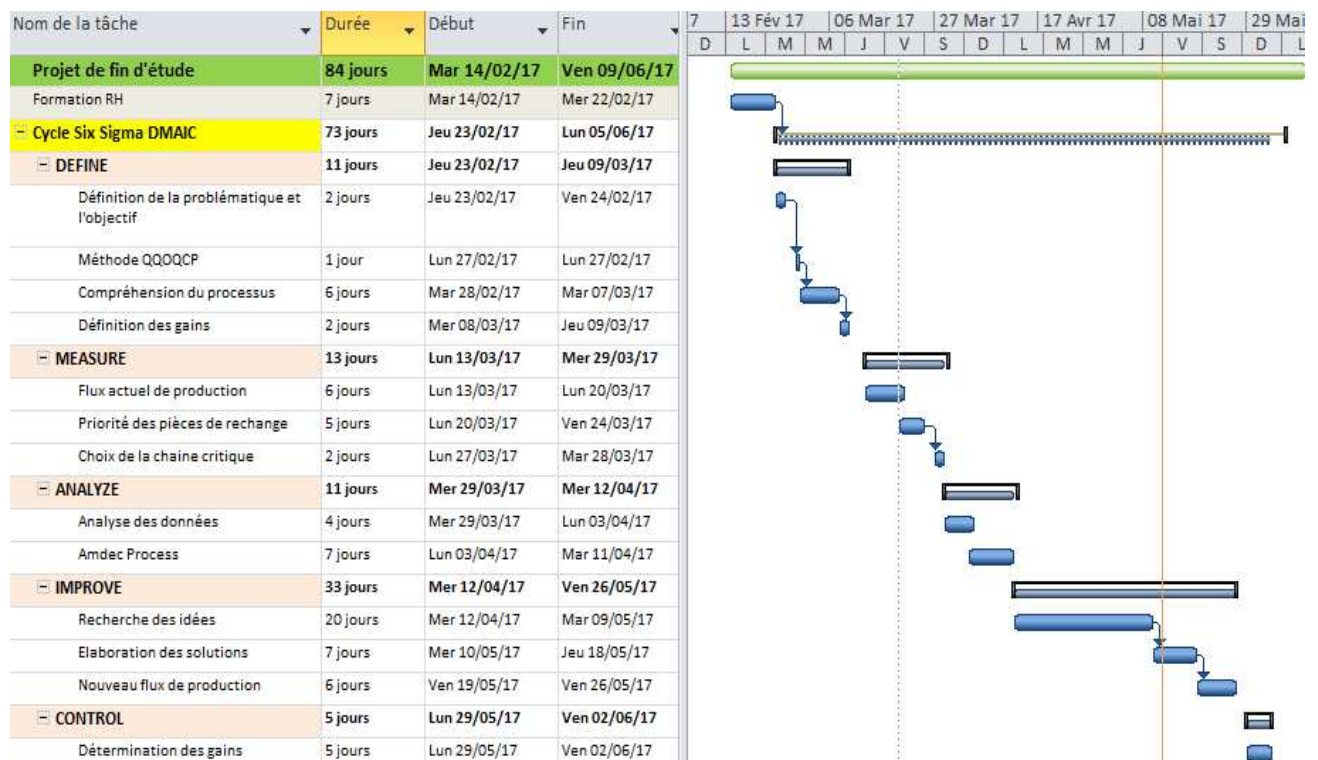 Nom de la tâche Durée Début Fin 7 13 Fév 17 06 Mar 17 27 Mar 17 17 Avr 17 08 Mai 17 29 Mai
D L M M J V S D L M M J V S D L
Projet de fin d'étude 84 jours Mar 14/02/17 Ven 09/06/17
Formation RH 7 jours Mar 14/02/17 Mer 22/02/17
Cycle Six Sigma DMAIC 73 jours Jeu 23/02/17 Lun 05/06/17
DEFINE 11 jours Jeu 23/02/17 Jeu 09/03/17
Définition de la problématique et 2 jours Jeu 23/02/17 Ven 24/02/17
l'objectif
Méthode QQOQCP 1 jour Lun 27/02/17 Lun 27/02/17
Compréhension du processus 6 jours Mar 28/02/17 Mar 07/03/17
Définition des gains 2 jours Mer 08/03/17 Jeu 09/03/17
MEASURE 13 jours Lun 13/03/17 Mer 29/03/17
Flux actuel de production 6 jours Lun 13/03/17 Lun 20/03/17
Priorité des pièces de rechange 5 jours Lun 20/03/17 Ven 24/03/17
Choix de la chaine critique 2 jours Lun 27/03/17 Mar 28/03/17
ANALYZE 11 jours Mer 29/03/17 Mer 12/04/17
Analyse des données 4 jours Mer 29/03/17 Lun 03/04/17
Amdec Process 7 jours Lun 03/04/17 Mar 11/04/17
IMPROVE 33 jours Mer 12/04/17 Ven 26/05/17
Recherche des idées 20 jours Mer 12/04/17 Mar 09/05/17
Elaboration des solutions 7 jours Mer 10/05/17 Jeu 18/05/17
Nouveau flux de production 6 jours Ven 19/05/17 Ven 26/05/17
CONTROL 5 jours Lun 29/05/17 Ven 02/06/17
Détermination des gains 5 jours Lun 29/05/17 Ven 02/06/17